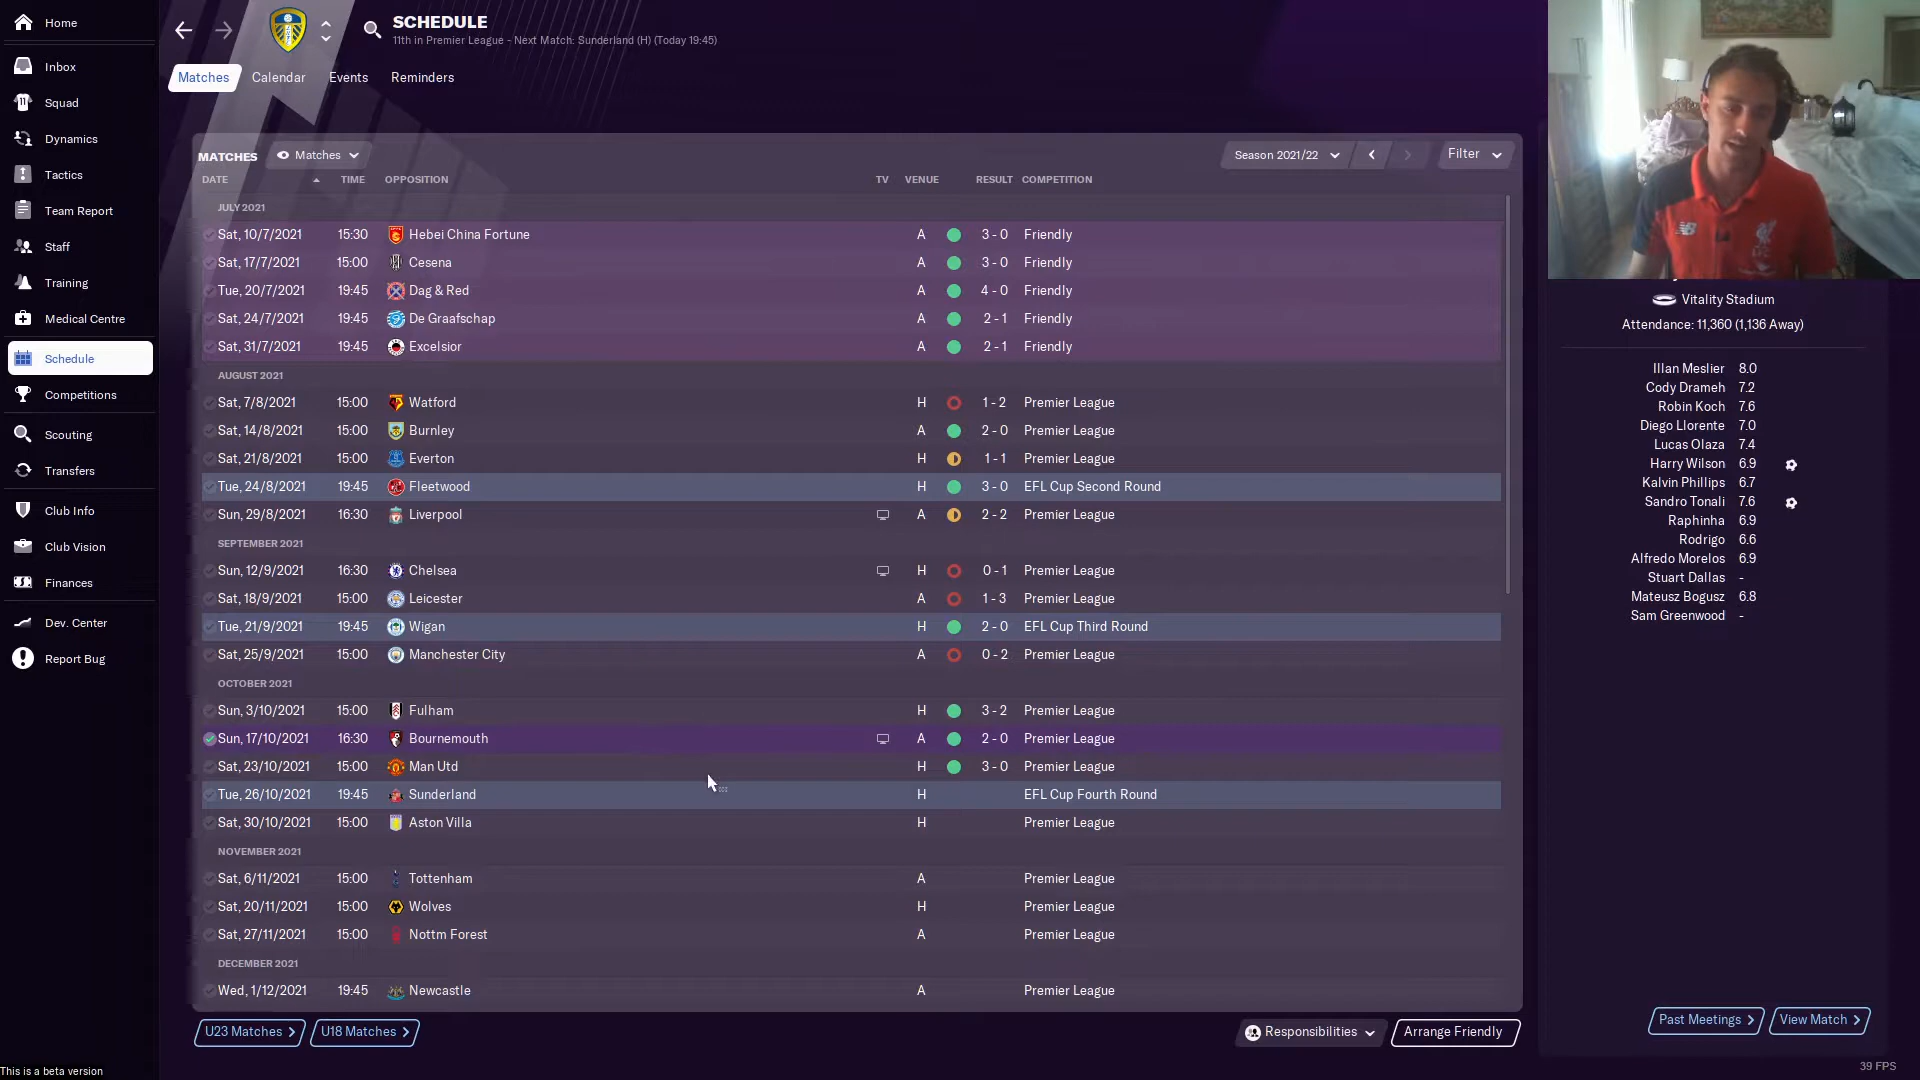 Home
SCHEDULE
11th in Premier League - Next Match: Sunderland (H) (Today 19:45)
Inbox
Matches Calendar Events Reminders
Squad
Dynamics
Tactics
Team Report
Staff
Training
Medical Centre
Schedule
Competitions
Scouting
Transfers
Club Info
Club Vision
Finances
Dev. Center
Report Bug
This is a beta version
MATCHES Matches Season 2021/22 Filter
DATE TIME OPPOSITION TV VENUE RESULT COMPETITION
JULY 2021
Sat, 10/7/2021 15:30 Hebei China Fortune A 3 - 0 Friendly
Sat, 17/7/2021 15:00 Cesena A 3 - 0 Friendly
Tue, 20/7/2021 19:45 Dag & Red A 4 - 0 Friendly
Sat, 24/7/2021 19:45 De Graafschap A 2 - 1 Friendly
Sat, 31/7/2021 19:45 Excelsior A 2 - 1 Friendly
AUGUST 2021
Sat, 7/8/2021 15:00 Watford H 1 - 2 Premier League
Sat, 14/8/2021 15:00 Burnley A 2 - 0 Premier League
Sat, 21/8/2021 15:00 Everton H 1 - 1 Premier League
Tue, 24/8/2021 19:45 Fleetwood H 3 - 0 EFL Cup Second Round
Sun, 29/8/2021 16:30 Liverpool A 2 - 2 Premier League
SEPTEMBER 2021
Sun, 12/9/2021 16:30 Chelsea H 0 - 1 Premier League
Sat, 18/9/2021 15:00 Leicester A 1 - 3 Premier League
Tue, 21/9/2021 19:45 Wigan H 2 - 0 EFL Cup Third Round
Sat, 25/9/2021 15:00 Manchester City A 0 - 2 Premier League
OCTOBER 2021
Sun, 3/10/2021 15:00 Fulham H 3 - 2 Premier League
Sun, 17/10/2021 16:30 Bournemouth A 2 - 0 Premier League
Sat, 23/10/2021 15:00 Man Utd H 3 - 0 Premier League
Tue, 26/10/2021 19:45 Sunderland H EFL Cup Fourth Round
Sat, 30/10/2021 15:00 Aston Villa H Premier League
NOVEMBER 2021
Sat, 6/11/2021 15:00 Tottenham A Premier League
Sat, 20/11/2021 15:00 Wolves H Premier League
Sat, 27/11/2021 15:00 Nottm Forest A Premier League
DECEMBER 2021
Wed, 1/12/2021 19:45 Newcastle A Premier League
U23 Matches U18 Matches Responsibilities Arrange Friendly
Vitality Stadium
Attendance: 11,360 (1,136 Away)
Illan Meslier 8.0
Cody Drameh 7.2
Robin Koch 7.6
Diego Llorente 7.0
Lucas Olaza 7.4
Harry Wilson 6.9
Kalvin Phillips 6.7
Sandro Tonali 7.6
Raphinha 6.9
Rodrigo 6.6
Alfredo Morelos 6.9
Stuart Dallas -
Mateusz Bogusz 6.8
Sam Greenwood -
Past Meetings View Match
39 FPS